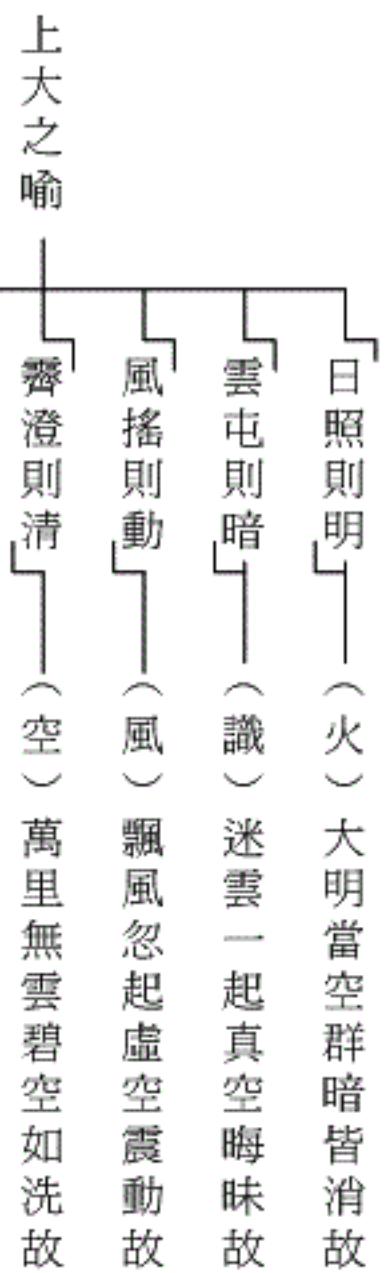 上大之喻
「日照則明」（火）大明當空群暗皆消故
「雲屯則暗」（識）迷雲一起真空晦昧故
「風搖則動」（風）飄風忽起虛空震動故
「霽澄則清」（空）萬里無雲碧空如洗故